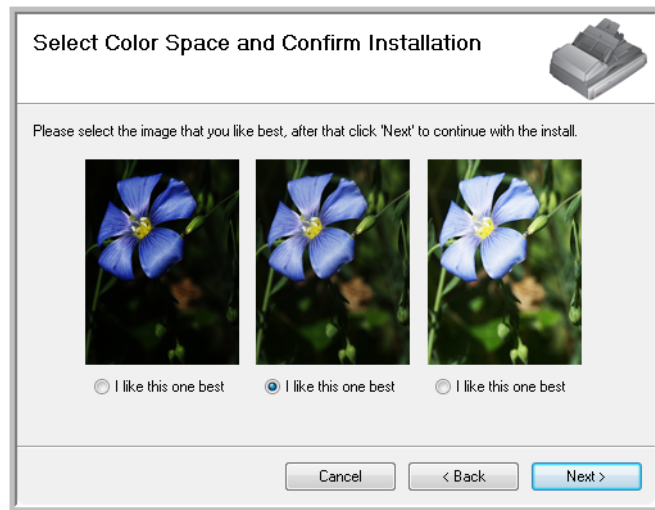 Select Color Space and Confirm Installation
Please select the image that you like best, after that click 'Next' to continue with the install.
I like this one best
I like this one best
I like this one best
Cancel
< Back
Next >